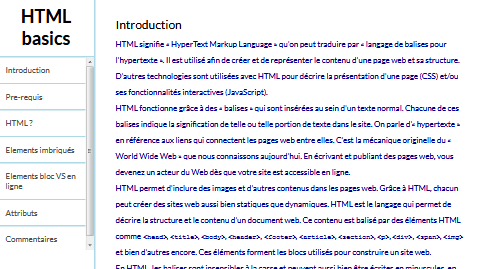 HTML
basics
Introduction
Pre-requis
HTML ?
Elements imbriqués
Elements bloc VS en
ligne
Attributs
Commentaires
Introduction
HTML signifie « HyperText Markup Language » qu'on peut traduire par « langage de balises pour
l'hypertexte ». Il est utilisé afin de créer et de représenter le contenu d'une page web et sa structure.
D'autres technologies sont utilisées avec HTML pour décrire la présentation d'une page (CSS) et/ou
ses fonctionnalités interactives (JavaScript).
HTML fonctionne grâce à des « balises » qui sont insérées au sein d'un texte normal. Chacune de ces
balises indique la signification de telle ou telle portion de texte dans le site. On parle d'« hypertexte »
en référence aux liens qui connectent les pages web entre elles. C'est la mécanique originelle du «
World Wide Web » que nous connaissons aujourd'hui. En écrivant et publiant des pages web, vous
devenez un acteur du Web dès que votre site est accessible en ligne.
HTML permet d'inclure des images et d'autres contenus dans les pages web. Grâce à HTML, chacun
peut créer des sites web aussi bien statiques que dynamiques. HTML est le langage qui permet de
décrire la structure et le contenu d'un document web. Ce contenu est balisé par des éléments HTML
comme <head>, <title>, <body>, <header>, <footer>, <article>, <section>, <p>, <div>, <span>, <img>
et bien d'autres encore. Ces éléments forment les blocs utilisés pour construire un site web.
En HTML, les balises sont insensibles à la casse et peuvent aussi bien être écrites en minuscules, en